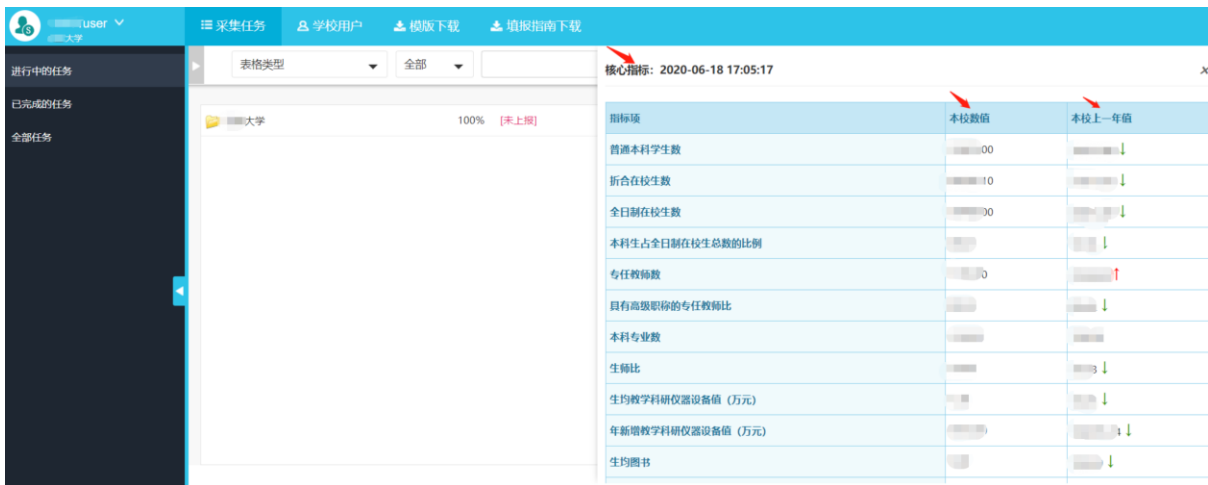 user
大学
采集任务 学校用户 模版下载 填报指南下载
进行中的任务
已完成的任务
全部任务
表格类型 全部
大学 100% [未上报]
核心指标：2020-06-18 17:05:17
指标项 本校数值 本校上一年值
普通本科学生数 00
折合在校生数 10
全日制在校生数 00
本科生占全日制在校生总数的比例
专任教师数 0
具有高级职称的专任教师比
本科专业数
生师比 3
生均教学科研仪器设备值（万元）
年新增教学科研仪器设备值（万元） 4
生均图书